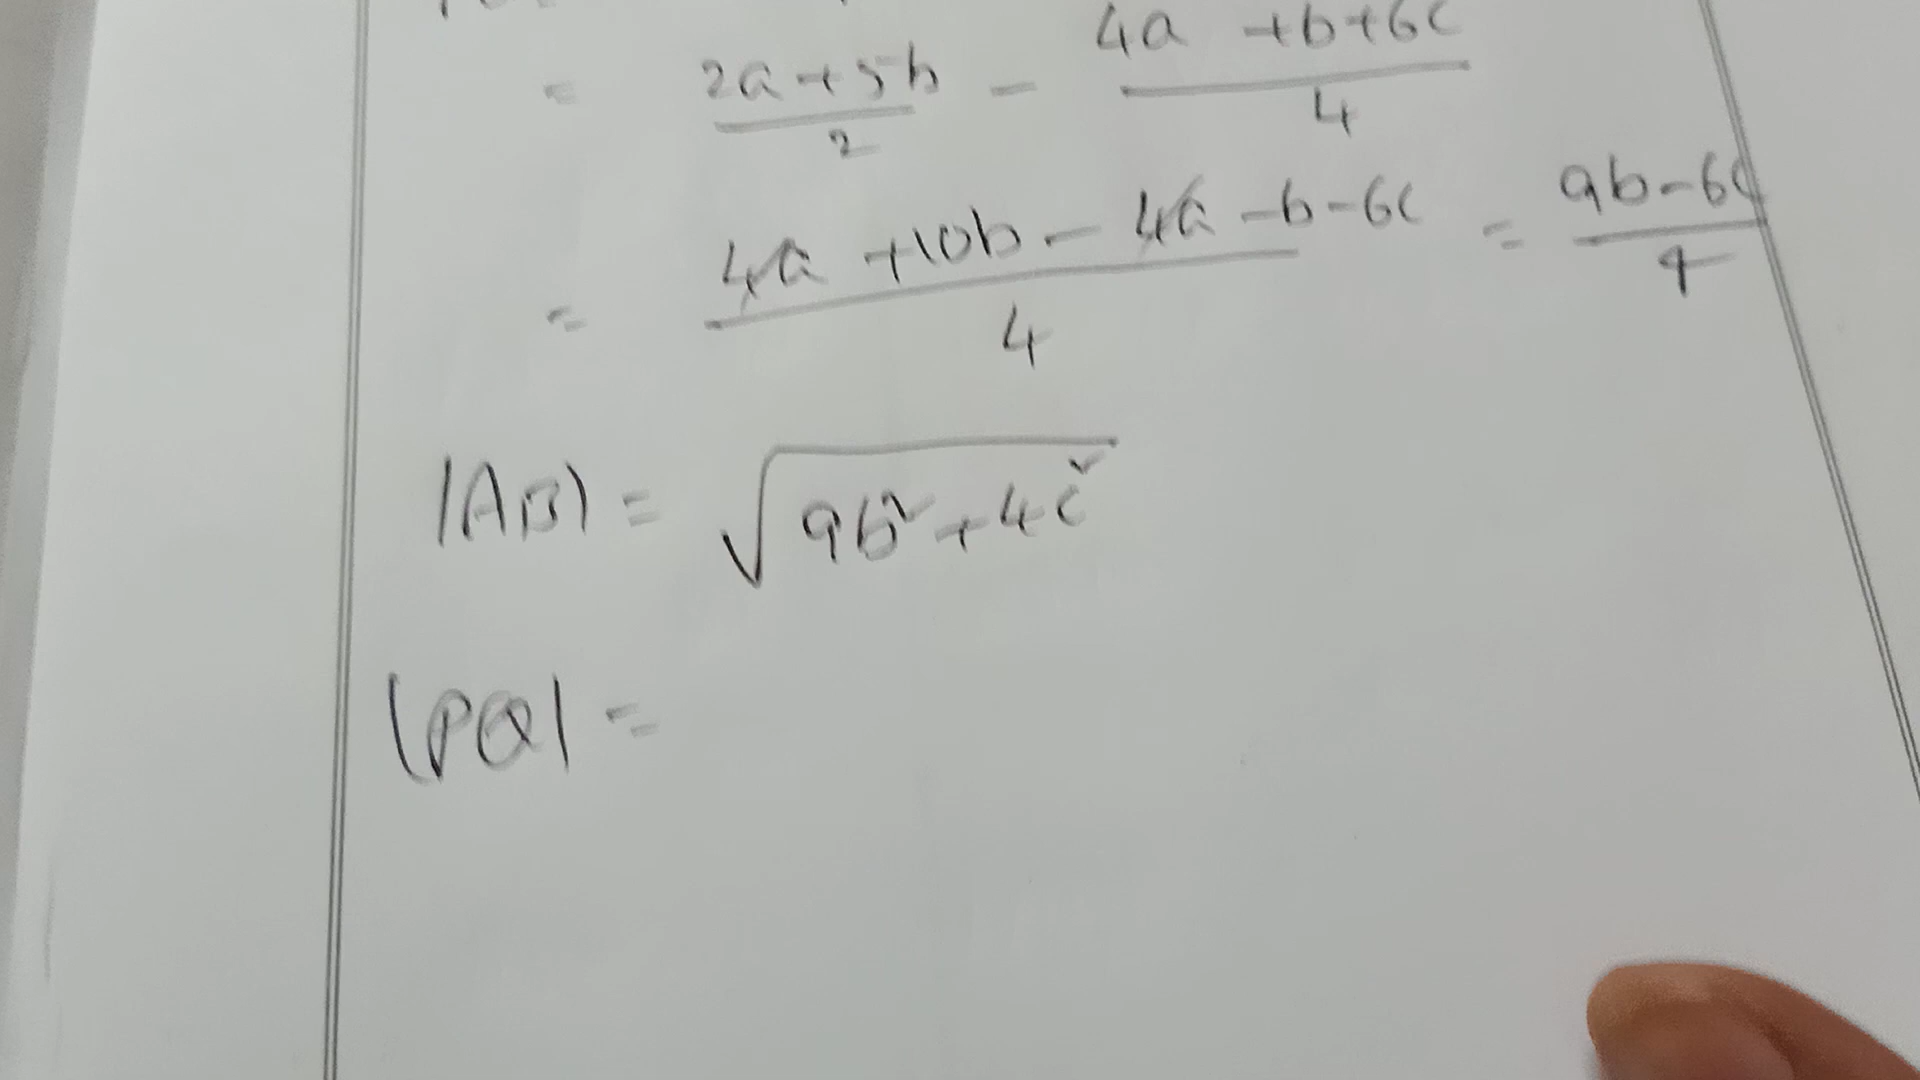 = 2a+5b/2 - 4a +b+6c/4
= 4a +10b - 4a -b-6c/4 = 9b-6c/4
|AB| = √9b²+4c²
|PQ| =